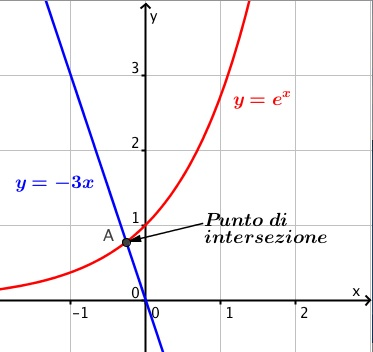 y
3
y = e^x
2
y = −3x
1
A
Punto di
intersezione
0
x
−1
0
1
2